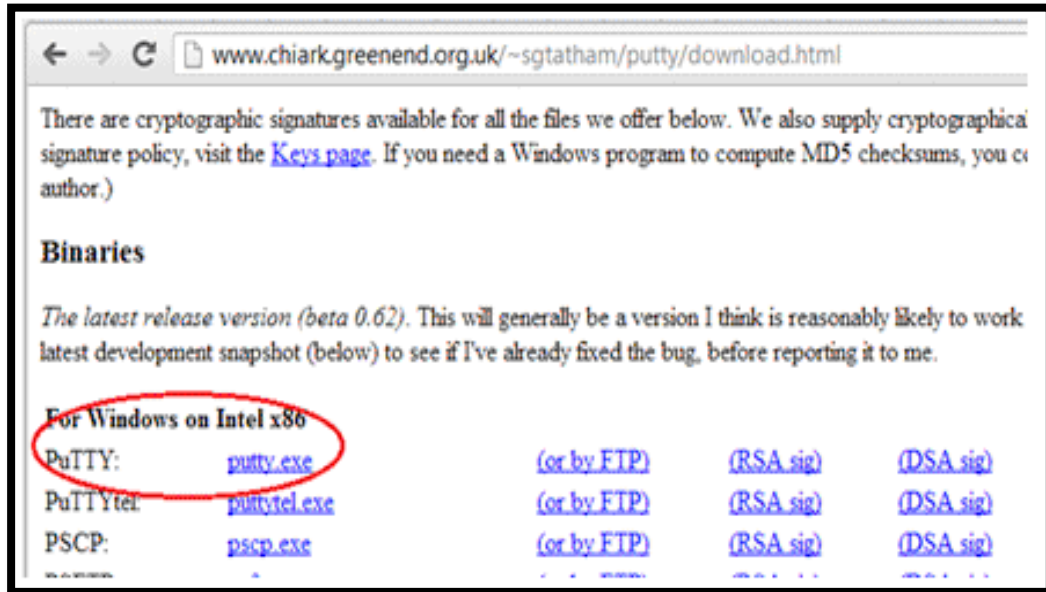 www.chiark.greenend.org.uk/~sgtatham/putty/download.html
There are cryptographic signatures available for all the files we offer below. We also supply cryptographical
signature policy, visit the Keys page. If you need a Windows program to compute MD5 checksums, you
author.)
Binaries
The latest release version (beta 0.62). This will generally be a version I think is reasonably likely to work
latest development snapshot (below) to see if I've already fixed the bug, before reporting it to me.
For Windows on Intel x86
PuTTY: putty.exe (or by FTP) (RSA sig) (DSA sig)
PuTTYtel: puttytel.exe (or by FTP) (RSA sig) (DSA sig)
PSCP: pscp.exe (or by FTP) (RSA sig) (DSA sig)